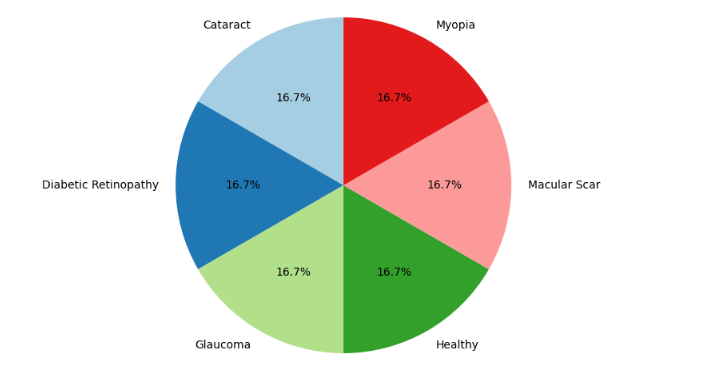 Cataract
Myopia
16.7%
16.7%
Diabetic Retinopathy
16.7%
16.7%
Macular Scar
16.7%
16.7%
Glaucoma
Healthy